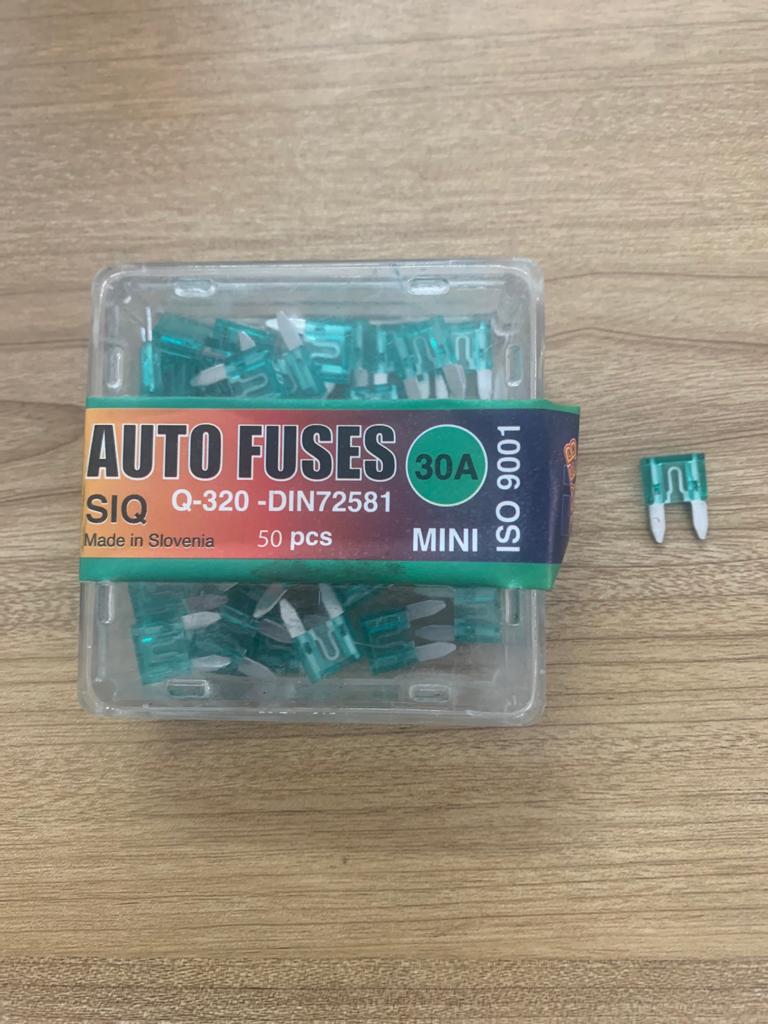 AUTO FUSES
30A
ISO 9001
SIQ
Q-320 -DIN72581
Made in Slovenia
50 pcs
MINI